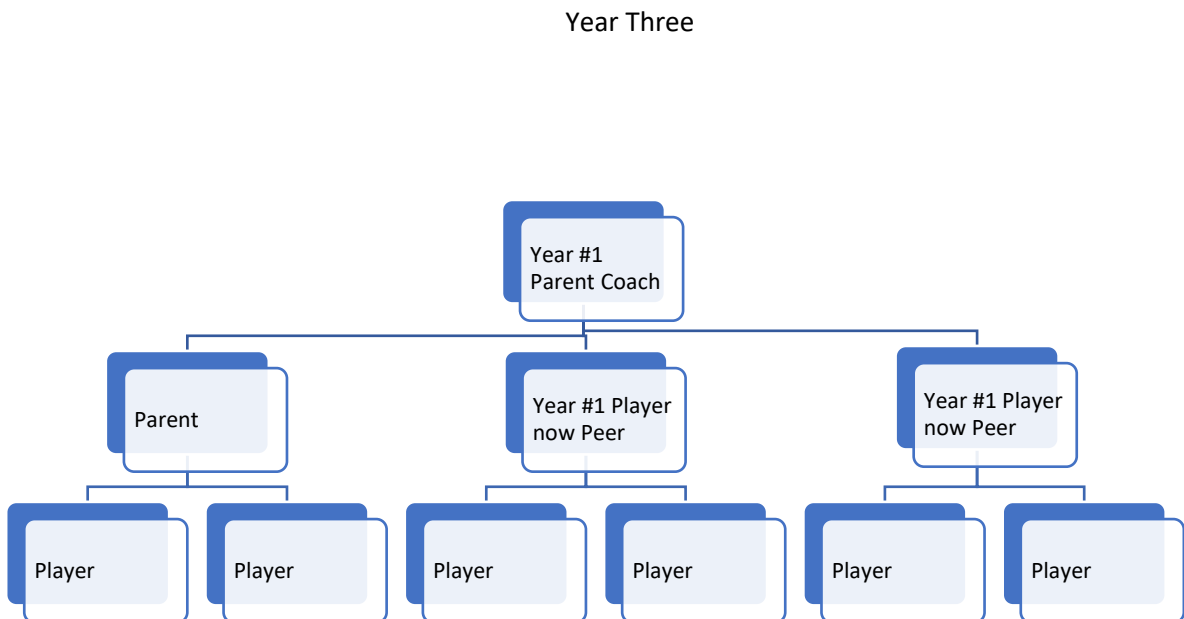 Year Three
Year #1
Parent Coach
Parent
Year #1 Player
now Peer
Year #1 Player
now Peer
Player
Player
Player
Player
Player
Player